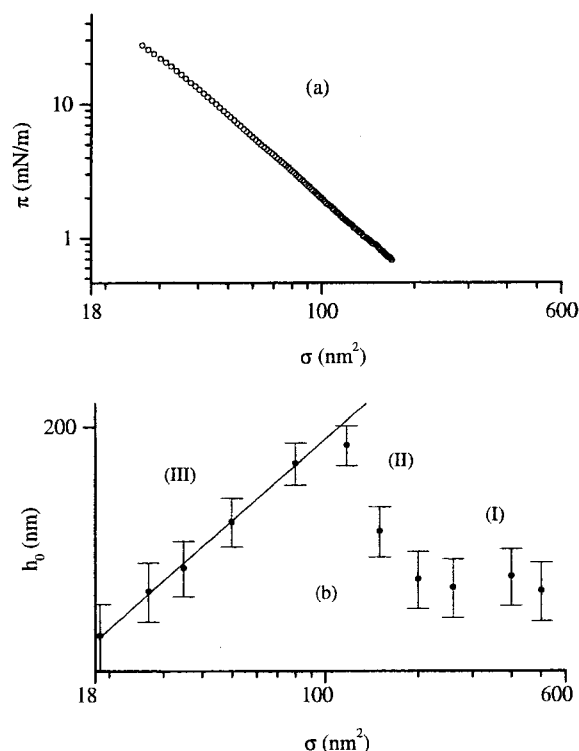 (a)
10
1
π (mN/m)
18
100
600
σ (nm²)
200
(III)
(II)
(I)
h₀ (nm)
(b)
18
100
600
σ (nm²)